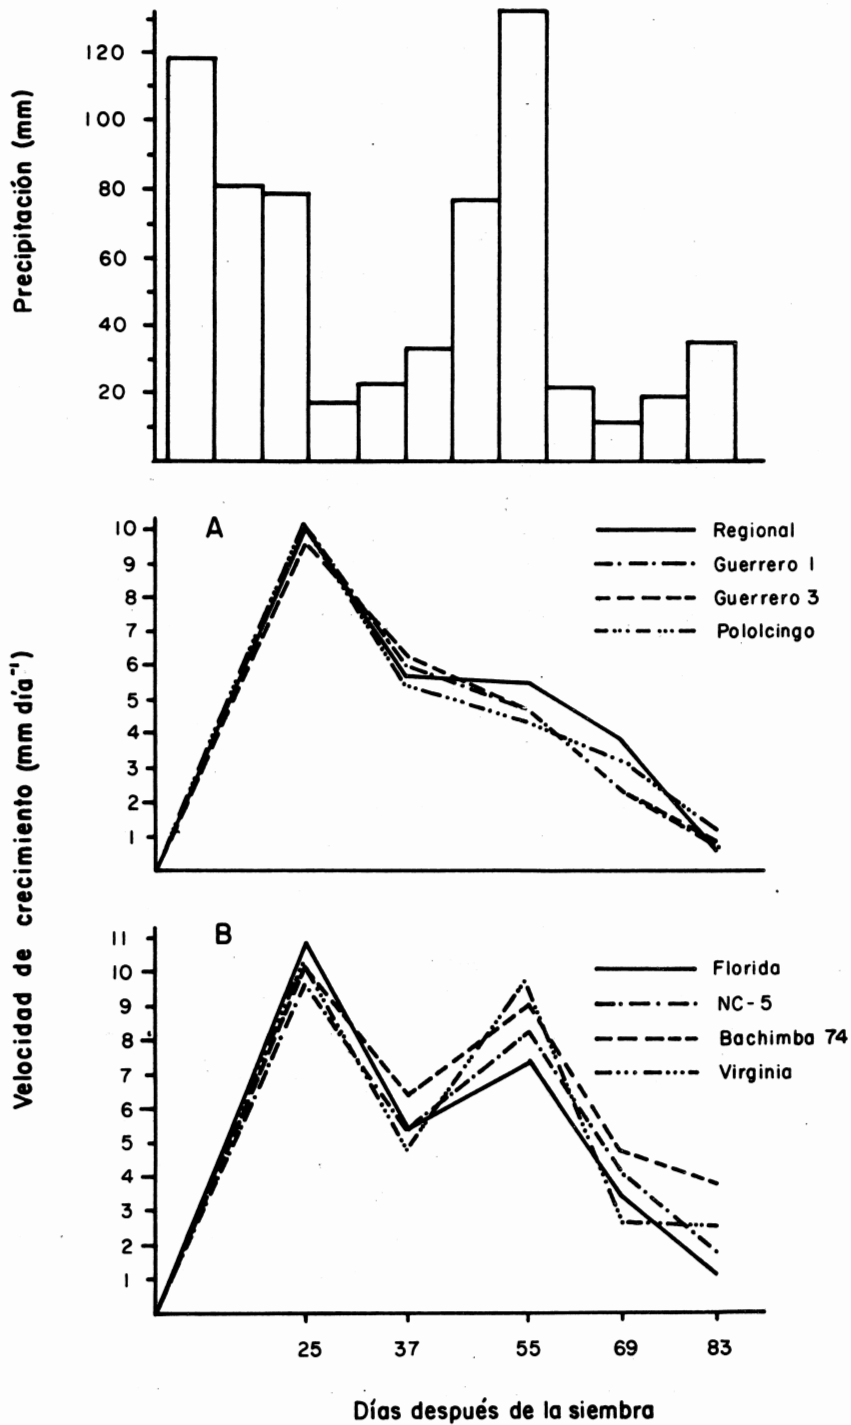 Precipitación (mm)
120
100
80
60
40
20
Velocidad de crecimiento (mm día⁻¹)
A
10
9
8
7
6
5
4
3
2
1
Regional
Guerrero 1
Guerrero 3
Pololcingo
B
11
10
9
8
7
6
5
4
3
2
1
Florida
NC-5
Bachimba 74
Virginia
25 37 55 69 83
Días después de la siembra